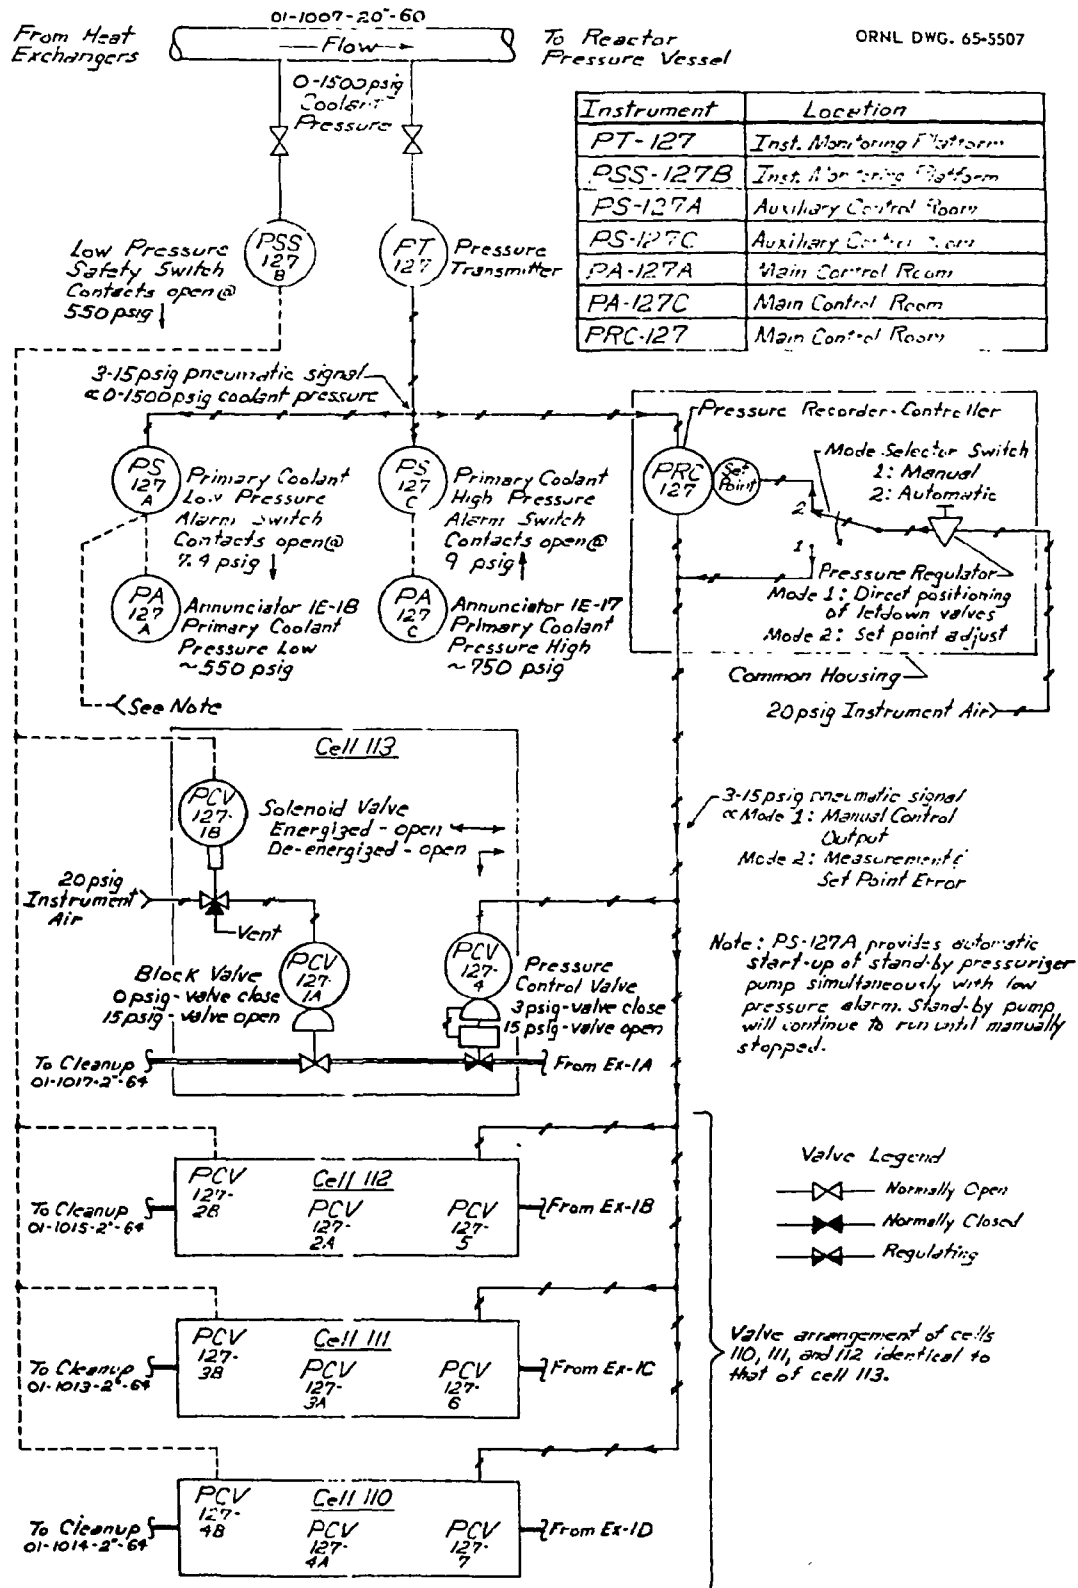 01-1007-20"-60
From Heat
Exchangers
Flow
To Reactor
Pressure Vessel
ORNL DWG. 65-5507
0-1500 psig
Coolant
Pressure
Instrument Location
PT-127 Inst. Monitoring Platform
PSS-127B Inst. Monitoring Platform
PS-127A Auxiliary Control Room
PS-127C Auxiliary Control Room
PA-127A Main Control Room
PA-127C Main Control Room
PRC-127 Main Control Room
Low Pressure
Safety Switch
Contacts open @
550 psig ↓
PSS
127
B
PT
127
Pressure
Transmitter
3-15 psig pneumatic signal
∝ 0-1500 psig coolant pressure
PS
127
A
Primary Coolant
Low Pressure
Alarm Switch
Contacts open @
7.4 psig ↓
PS
127
C
Primary Coolant
High Pressure
Alarm Switch
Contacts open @
9 psig ↑
Pressure Recorder-Controller
PRC
127
Set
Point
Mode Selector Switch
1: Manual
2: Automatic
2
1
Pressure Regulator
Mode 1: Direct positioning
of letdown valves
Mode 2: Set point adjust
PA
127
A
Annunciator 1E-18
Primary Coolant
Pressure Low
~550 psig
PA
127
C
Annunciator 1E-17
Primary Coolant
Pressure High
~750 psig
Common Housing
20 psig Instrument Air
See Note
Cell 113
PCV
127-
1B
Solenoid Valve
Energized - open
De-energized - open
20 psig
Instrument
Air
Vent
3-15 psig pneumatic signal
∝ Mode 1: Manual Control
Output
Mode 2: Measurement &
Set Point Error
Block Valve
0 psig-valve close
15 psig-valve open
PCV
127-
1A
PCV
127-
4
Pressure
Control Valve
3 psig-valve close
15 psig-valve open
Note: PS-127A provides automatic
start-up of stand-by pressurizer
pump simultaneously with low
pressure alarm. Stand-by pump
will continue to run until manually
stopped.
To Cleanup
01-1017-2"-64
From Ex-1A
Cell 112
PCV
127-
2B
PCV
127-
2A
PCV
127-
5
To Cleanup
01-1015-2"-64
From Ex-1B
Valve Legend
Normally Open
Normally Closed
Regulating
Cell 111
PCV
127-
3B
PCV
127-
3A
PCV
127-
6
To Cleanup
01-1013-2"-64
From Ex-1C
Valve arrangement of cells
110, 111, and 112 identical to
that of cell 113.
Cell 110
PCV
127-
4B
PCV
127-
4A
PCV
127-
7
To Cleanup
01-1014-2"-64
From Ex-1D